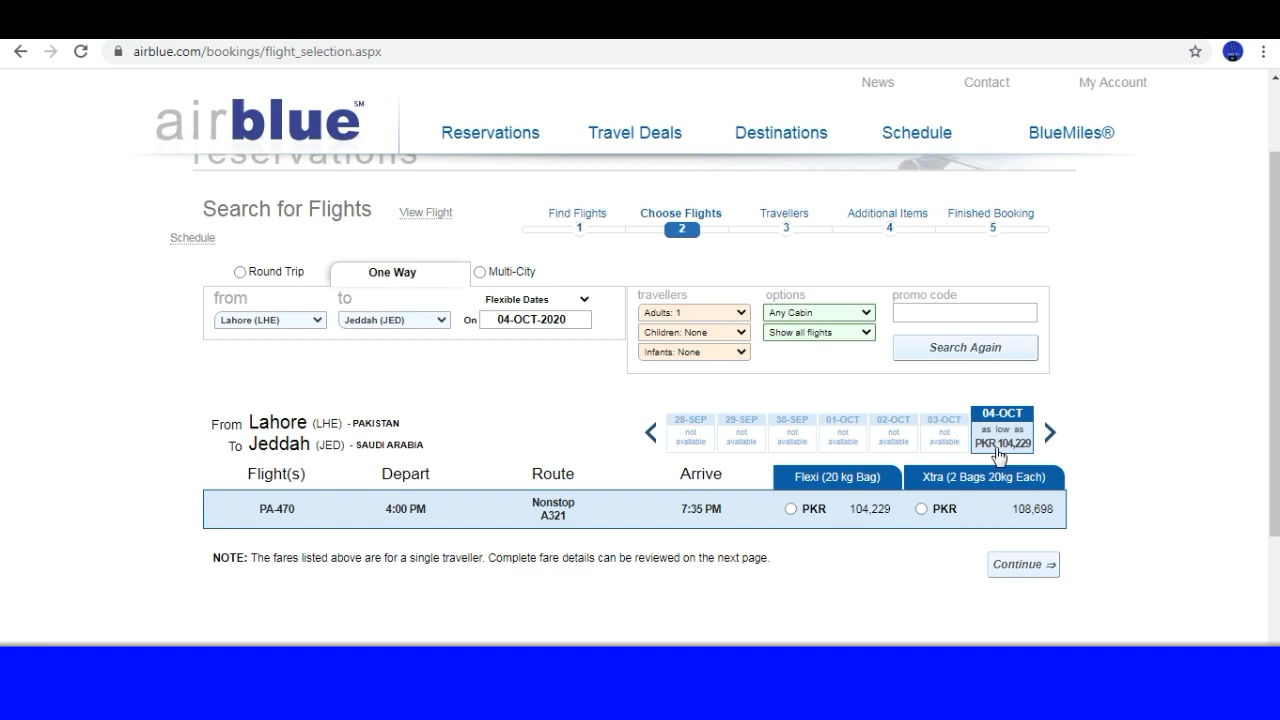 airblue.com/bookings/flight_selection.aspx
News Contact My Account
airblue SM
reservations
Reservations Travel Deals Destinations Schedule BlueMiles®
Search for Flights View Flight
Schedule
Find Flights Choose Flights Travellers Additional Items Finished Booking
1 2 3 4 5
Round Trip One Way Multi-City
from to Flexible Dates
Lahore (LHE) Jeddah (JED) On 04-OCT-2020
travellers options promo code
Adults: 1 Any Cabin
Children: None Show all flights
Infants: None Search Again
From Lahore (LHE) - PAKISTAN
To Jeddah (JED) - SAUDI ARABIA
28-SEP 29-SEP 30-SEP 01-OCT 02-OCT 03-OCT 04-OCT
not not not not not not as low as
available available available available available available PKR 104,229
Flight(s) Depart Route Arrive Flexi (20 kg Bag) Xtra (2 Bags 20kg Each)
PA-470 4:00 PM Nonstop A321 7:35 PM PKR 104,229 PKR 108,698
NOTE: The fares listed above are for a single traveller. Complete fare details can be reviewed on the next page.
Continue ⇒